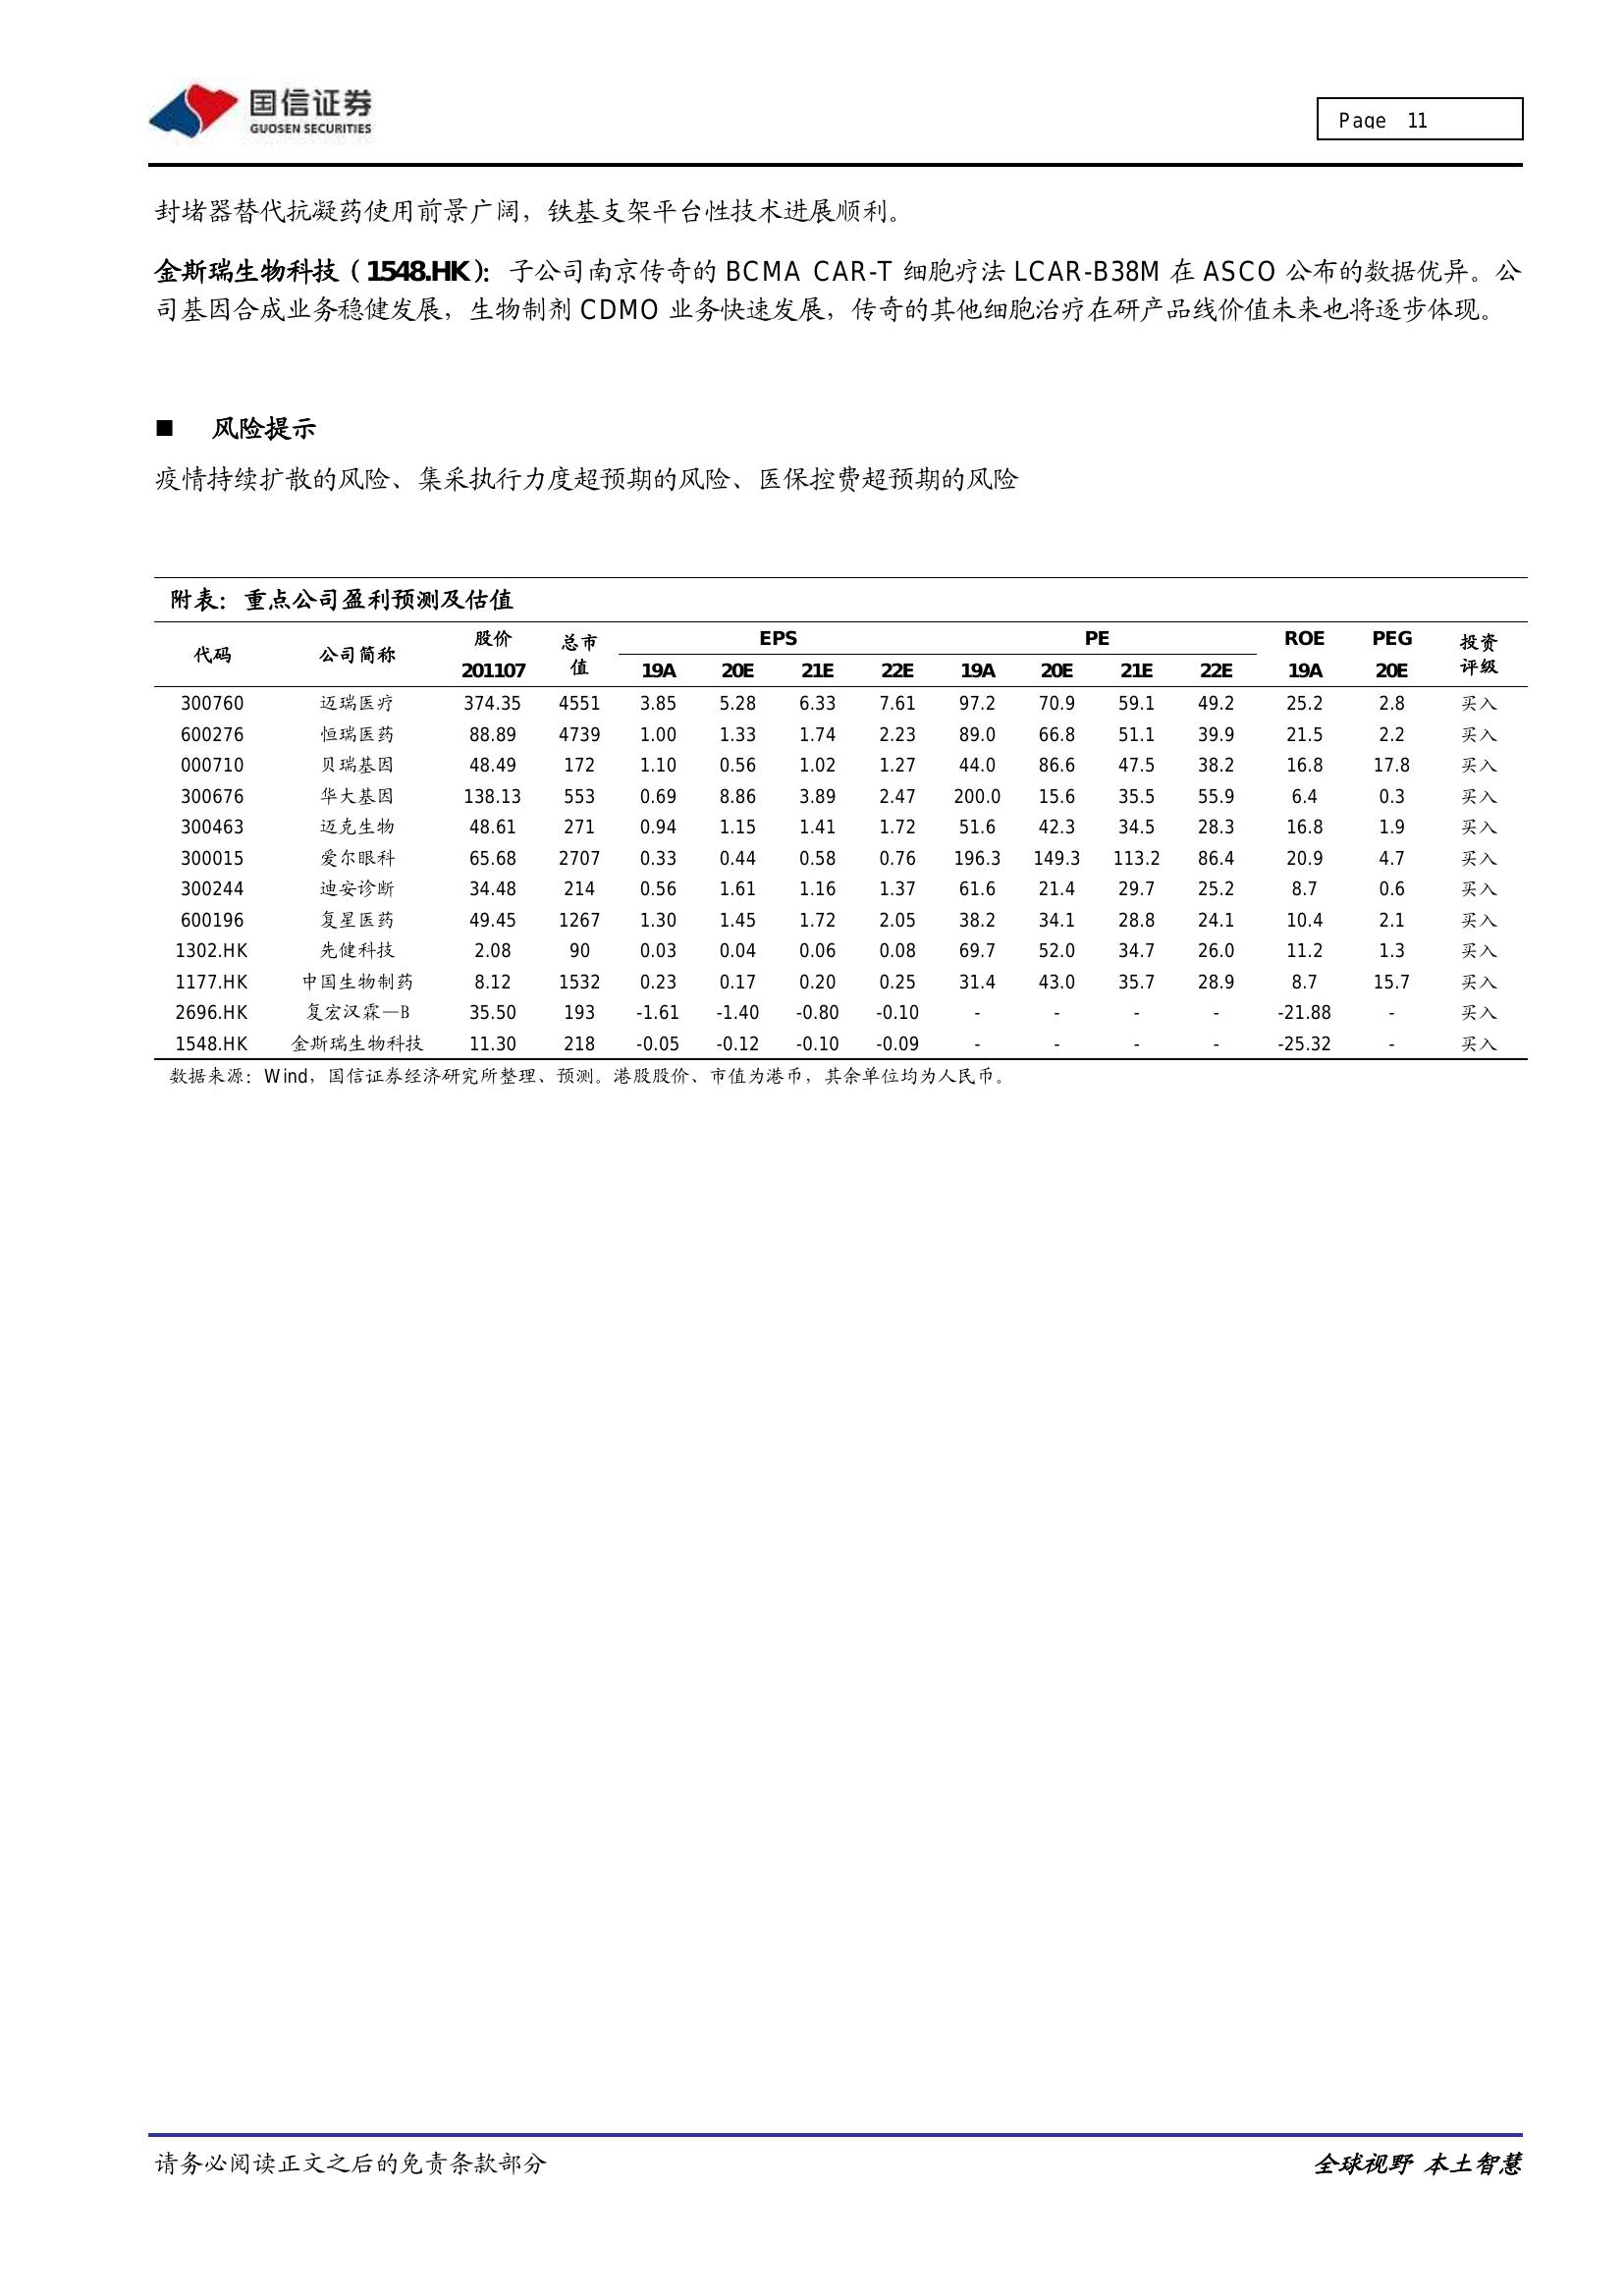 国信证券
GUOSEN SECURITIES
Page 11
封堵器替代抗凝药使用前景广阔，铁基支架平台性技术进展顺利。
金斯瑞生物科技（1548.HK）：子公司南京传奇的 BCMA CAR-T 细胞疗法 LCAR-B38M 在 ASCO 公布的数据优异。公
司基因合成业务稳健发展，生物制剂 CDMO 业务快速发展，传奇的其他细胞治疗在研产品线价值未来也将逐步体现。
■ 风险提示
疫情持续扩散的风险、集采执行力度超预期的风险、医保控费超预期的风险
附表：重点公司盈利预测及估值
代码 公司简称 股价 总市值 EPS PE ROE PEG 投资评级
201107 19A 20E 21E 22E 19A 20E 21E 22E 19A 20E
300760 迈瑞医疗 374.35 4551 3.85 5.28 6.33 7.61 97.2 70.9 59.1 49.2 25.2 2.8 买入
600276 恒瑞医药 88.89 4739 1.00 1.33 1.74 2.23 89.0 66.8 51.1 39.9 21.5 2.2 买入
000710 贝瑞基因 48.49 172 1.10 0.56 1.02 1.27 44.0 86.6 47.5 38.2 16.8 17.8 买入
300676 华大基因 138.13 553 0.69 8.86 3.89 2.47 200.0 15.6 35.5 55.9 6.4 0.3 买入
300463 迈克生物 48.61 271 0.94 1.15 1.41 1.72 51.6 42.3 34.5 28.3 16.8 1.9 买入
300015 爱尔眼科 65.68 2707 0.33 0.44 0.58 0.76 196.3 149.3 113.2 86.4 20.9 4.7 买入
300244 迪安诊断 34.48 214 0.56 1.61 1.16 1.37 61.6 21.4 29.7 25.2 8.7 0.6 买入
600196 复星医药 49.45 1267 1.30 1.45 1.72 2.05 38.2 34.1 28.8 24.1 10.4 2.1 买入
1302.HK 先健科技 2.08 90 0.03 0.04 0.06 0.08 69.7 52.0 34.7 26.0 11.2 1.3 买入
1177.HK 中国生物制药 8.12 1532 0.23 0.17 0.20 0.25 31.4 43.0 35.7 28.9 8.7 15.7 买入
2696.HK 复宏汉霖—B 35.50 193 -1.61 -1.40 -0.80 -0.10 - - - - -21.88 - 买入
1548.HK 金斯瑞生物科技 11.30 218 -0.05 -0.12 -0.10 -0.09 - - - - -25.32 - 买入
数据来源：Wind，国信证券经济研究所整理、预测。港股股价、市值为港币，其余单位均为人民币。
请务必阅读正文之后的免责条款部分
全球视野 本土智慧